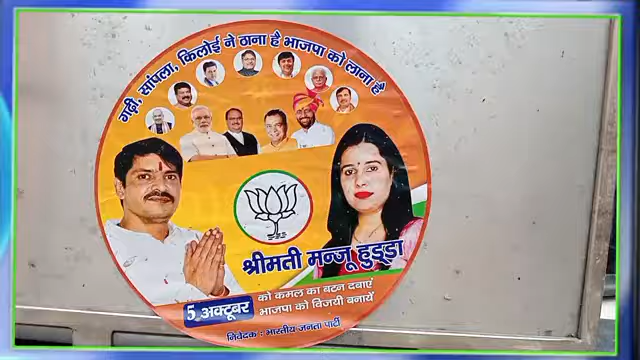 गढ़ी, सांपला, किलोई ने ठाना है भाजपा को लाना है
श्रीमती मन्जू हुड्डा
5 अक्टूबर
को कमल का बटन दबाएं
भाजपा को विजयी बनायें
निवेदक : भारतीय जनता पार्टी